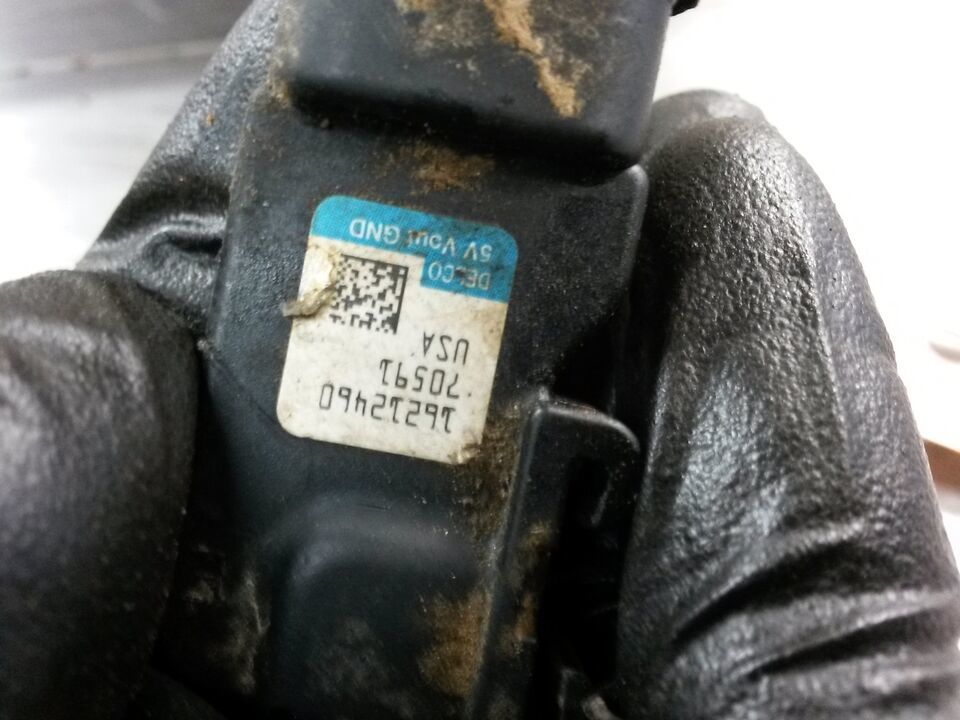 16212460
70591
USA
DELCO
5V Vout GND